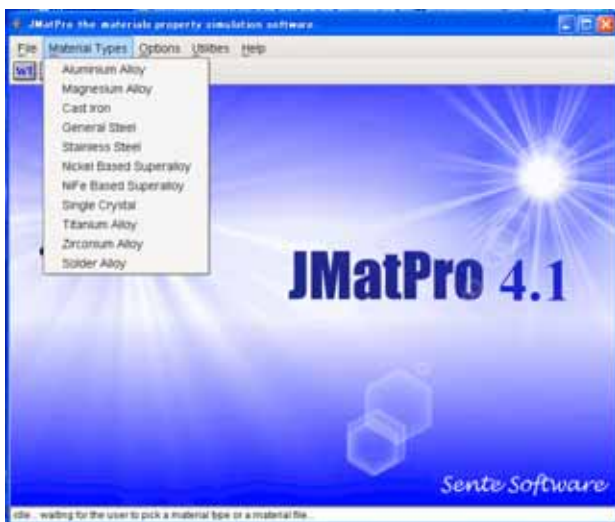 JMatPro the materials property simulation software
File Material Types Options Utilities Help
wt
Aluminium Alloy
Magnesium Alloy
Cast Iron
General Steel
Stainless Steel
Nickel Based Superalloy
NiFe Based Superalloy
Single Crystal
Titanium Alloy
Zirconium Alloy
Solder Alloy
JMatPro 4.1
Sente Software
idle... waiting for the user to pick a material type or a material file...